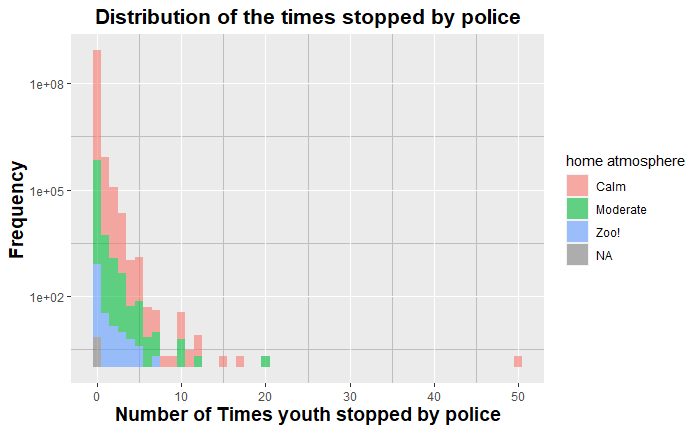 Distribution of the times stopped by police
Frequency
1e+08
1e+05
1e+02
0 10 20 30 40 50
Number of Times youth stopped by police
home atmosphere
Calm
Moderate
Zoo!
NA